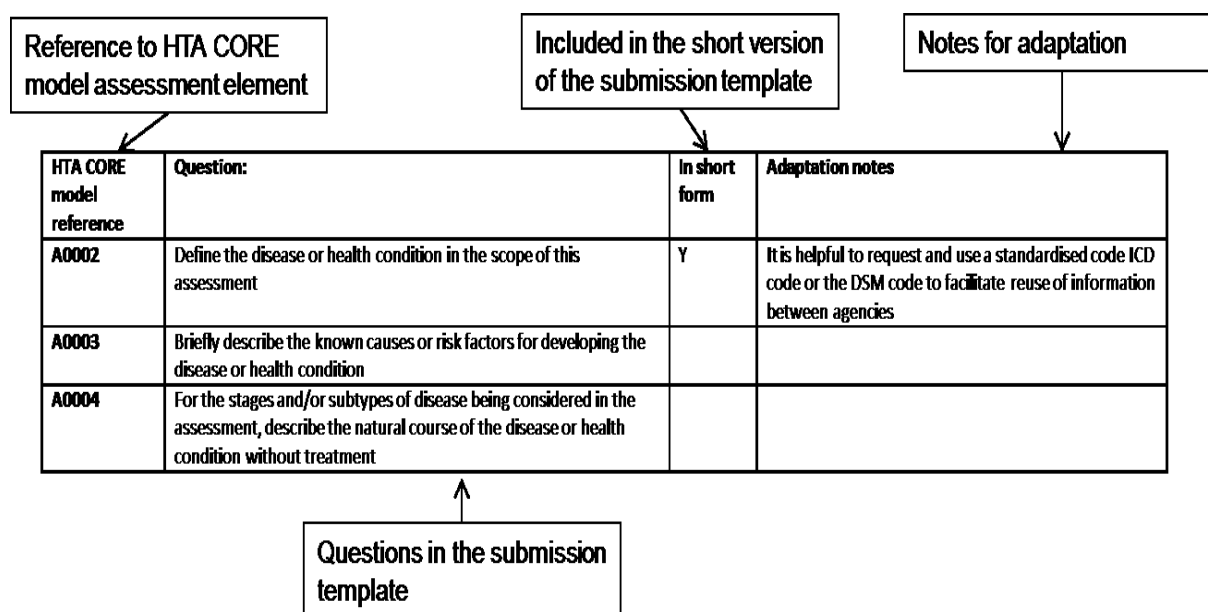 Reference to HTA CORE
model assessment element
Included in the short version
of the submission template
Notes for adaptation
HTA CORE
model
reference
Question:
In short
form
Adaptation notes
A0002
Define the disease or health condition in the scope of this
assessment
Y
It is helpful to request and use a standardised code ICD
code or the DSM code to facilitate reuse of information
between agencies
A0003
Briefly describe the known causes or risk factors for developing the
disease or health condition
A0004
For the stages and/or subtypes of disease being considered in the
assessment, describe the natural course of the disease or health
condition without treatment
Questions in the submission
template